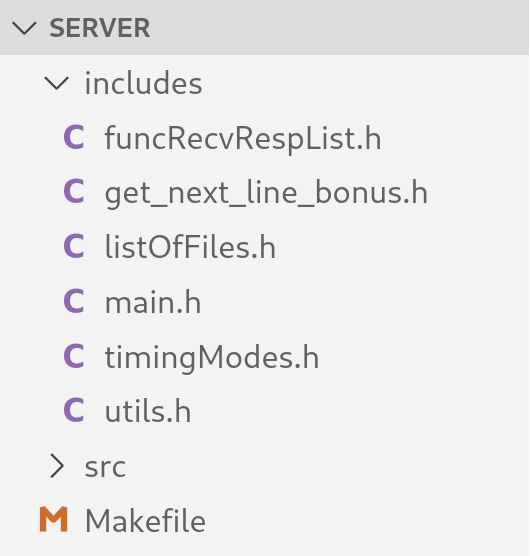 SERVER
includes
C funcRecvRespList.h
C get_next_line_bonus.h
C listOfFiles.h
C main.h
C timingModes.h
C utils.h
src
M Makefile